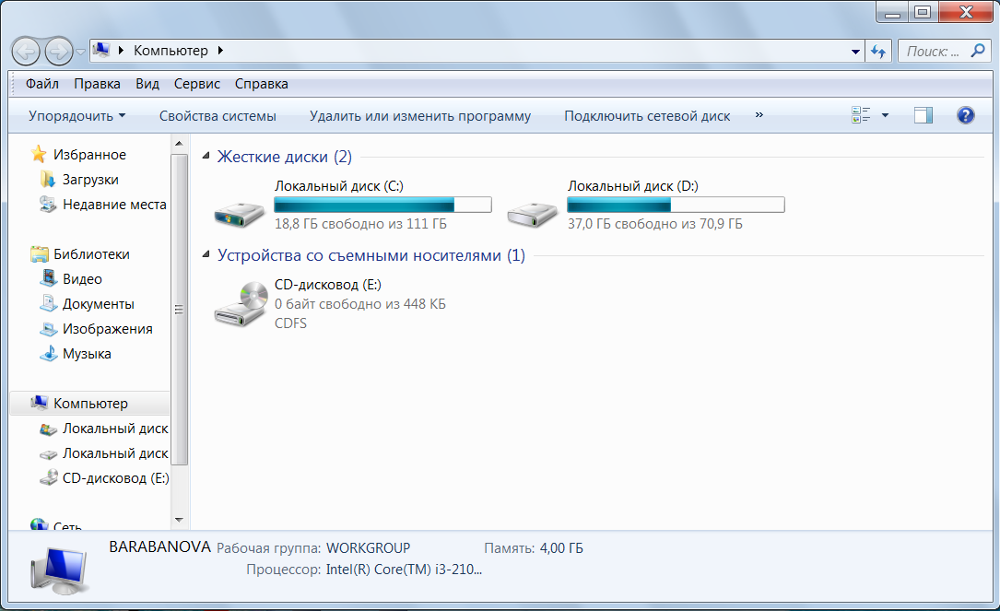 Компьютер
Поиск: ...
Файл Правка Вид Сервис Справка
Упорядочить Свойства системы Удалить или изменить программу Подключить сетевой диск »
Избранное
Загрузки
Недавние места
Библиотеки
Видео
Документы
Изображения
Музыка
Компьютер
Локальный диск
Локальный диск
CD-дисковод (E:)
Сеть
Жесткие диски (2)
Локальный диск (C:)
18,8 ГБ свободно из 111 ГБ
Локальный диск (D:)
37,0 ГБ свободно из 70,9 ГБ
Устройства со съемными носителями (1)
CD-дисковод (E:)
0 байт свободно из 448 КБ
CDFS
BARABANOVA Рабочая группа: WORKGROUP Память: 4,00 ГБ
Процессор: Intel(R) Core(TM) i3-210...